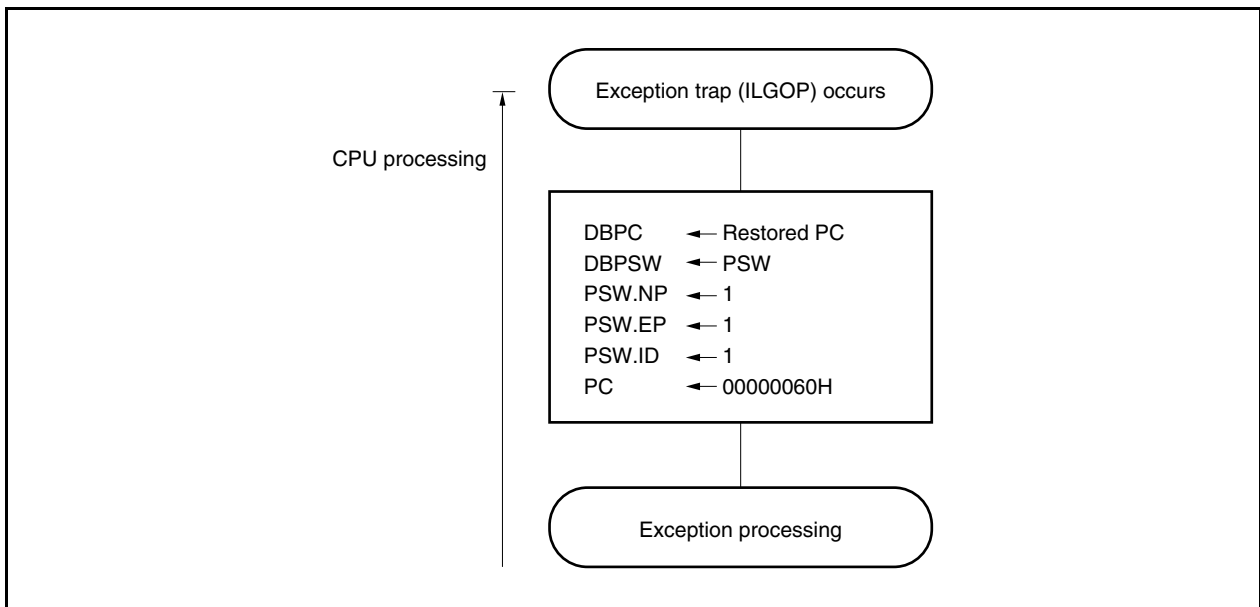 Exception trap (ILGOP) occurs
CPU processing
DBPC ← Restored PC
DBPSW ← PSW
PSW.NP ← 1
PSW.EP ← 1
PSW.ID ← 1
PC ← 00000060H
Exception processing